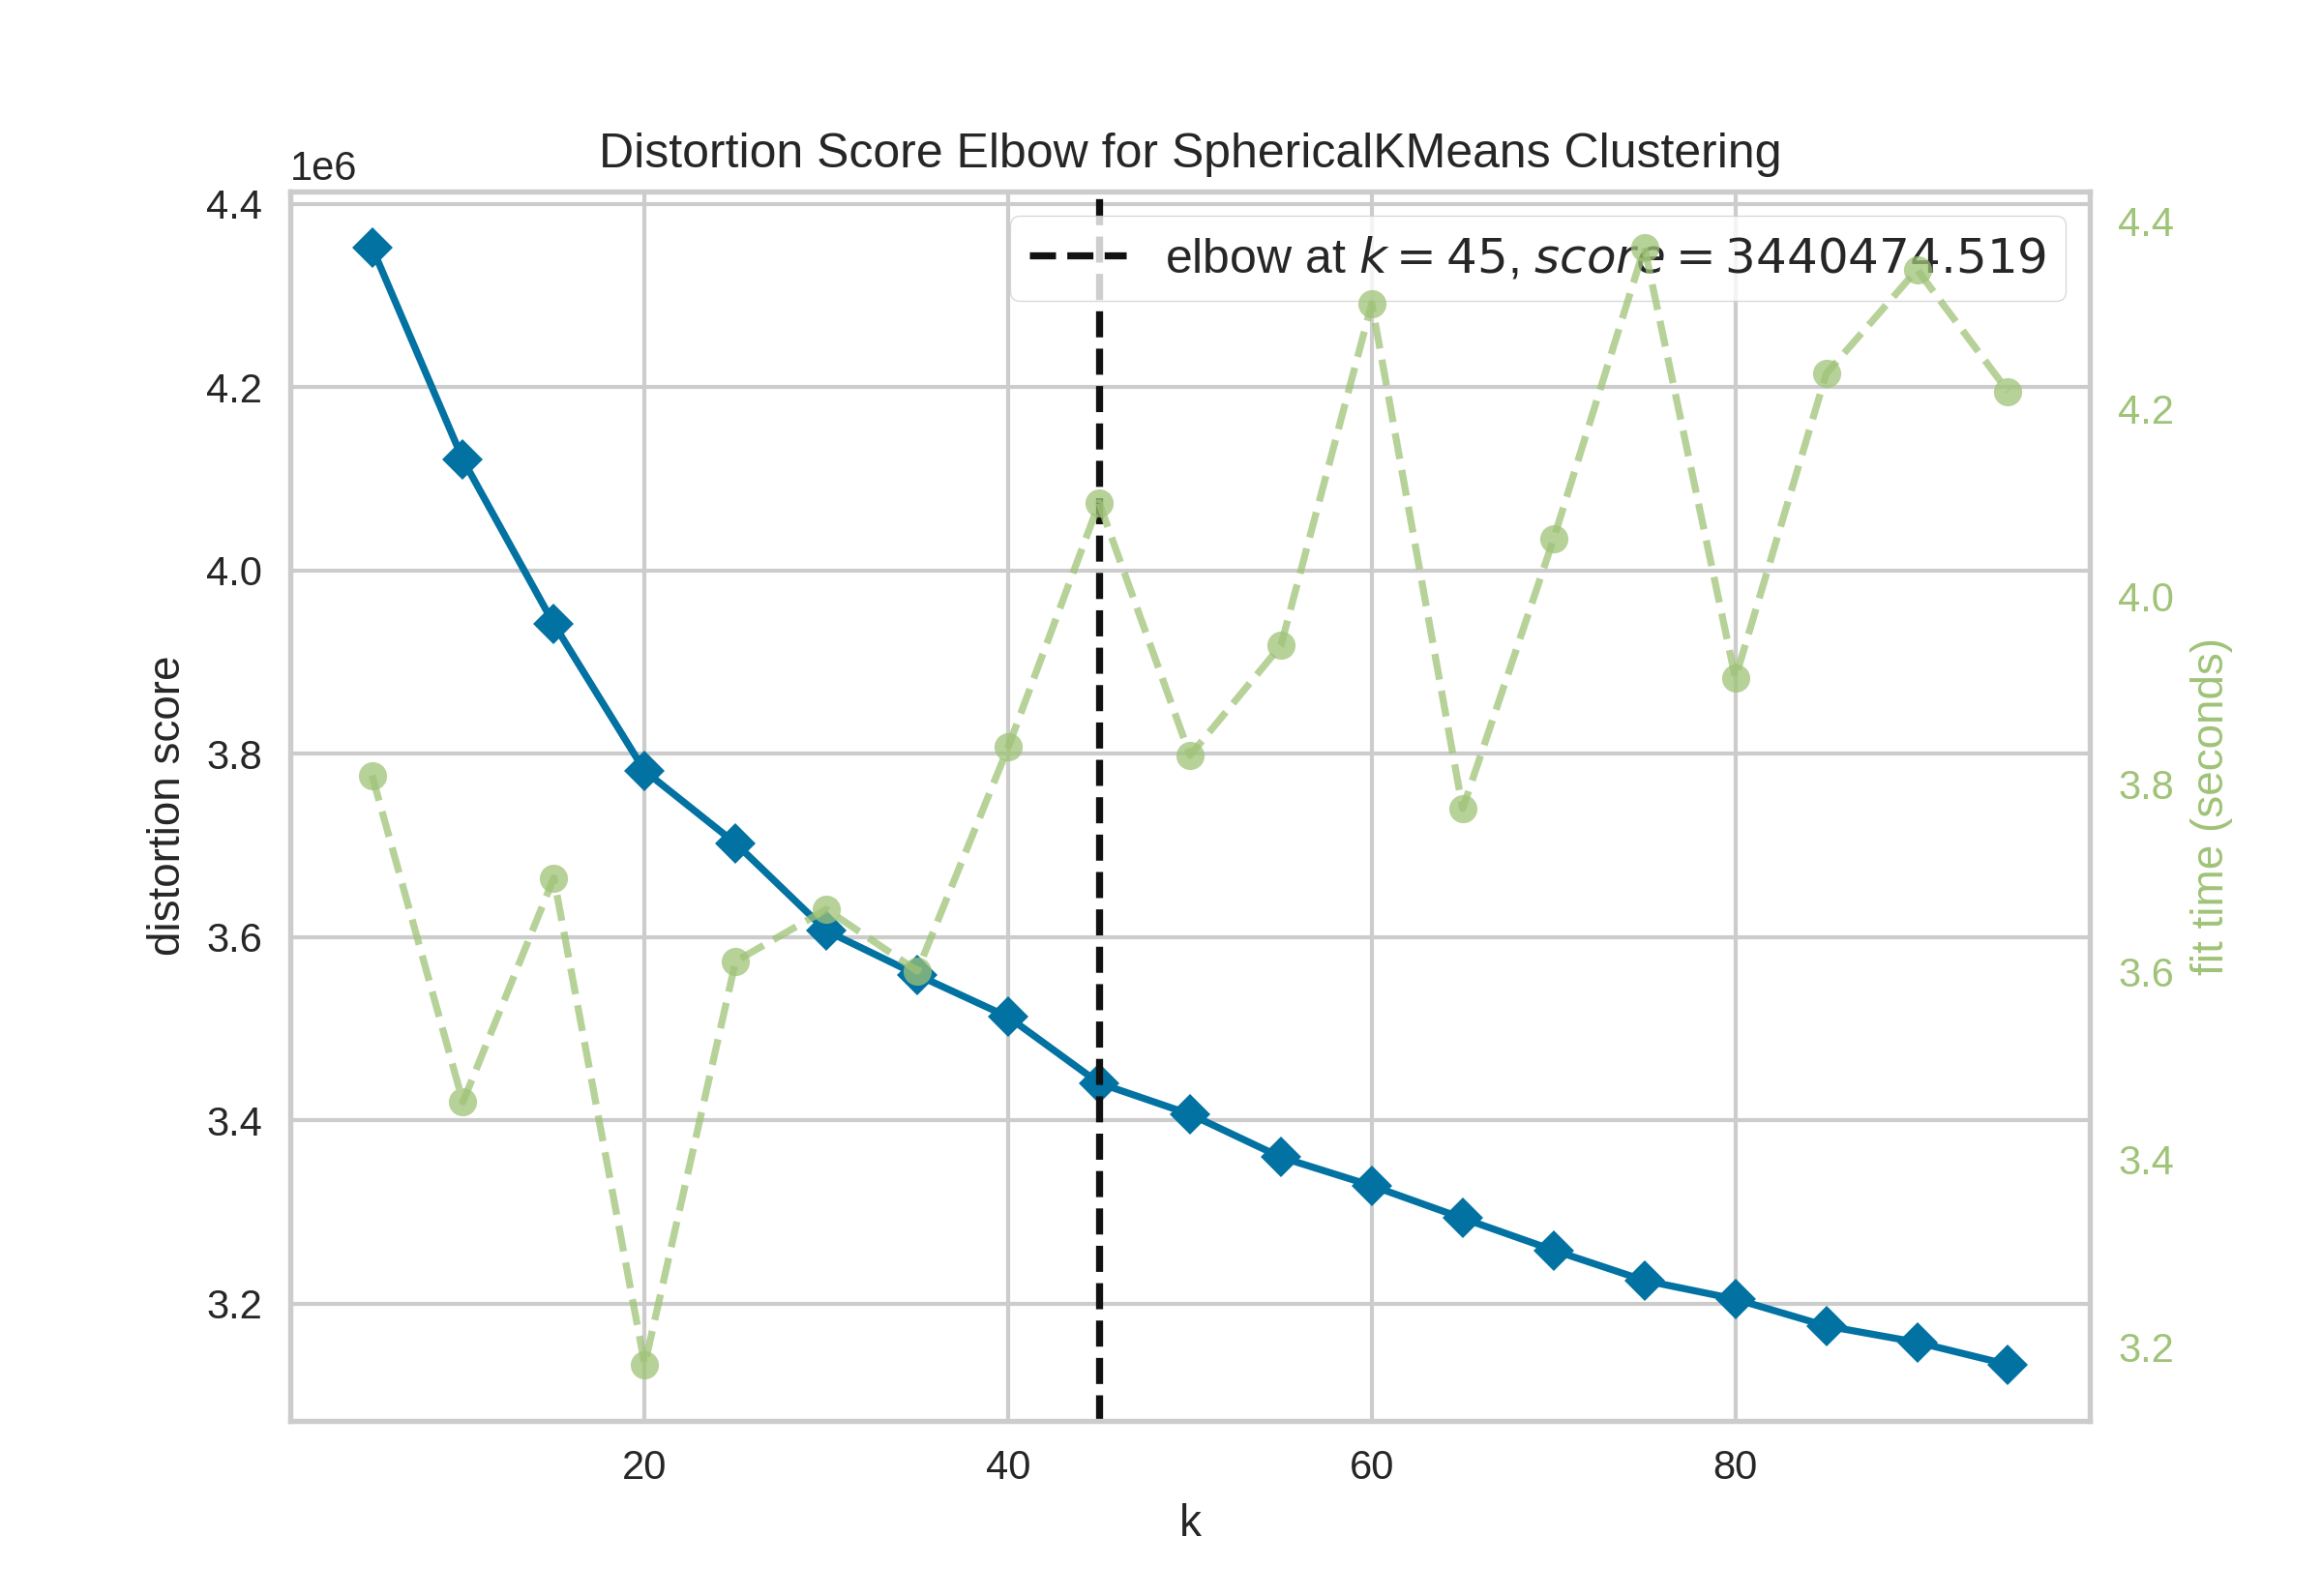 Distortion Score Elbow for SphericalKMeans Clustering
1e6
elbow at k = 45, score = 3440474.519
4.4
4.2
4.0
3.8
3.6
3.4
3.2
distortion score
4.4
4.2
4.0
3.8
3.6
3.4
3.2
fit time (seconds)
20 40 60 80
k